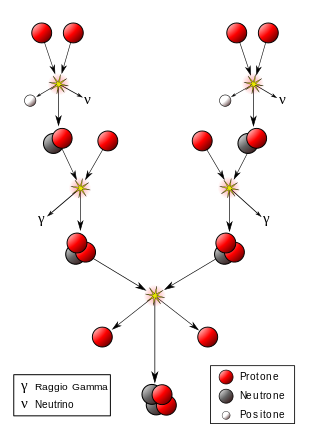 ν
ν
γ
γ
γ Raggio Gamma
ν Neutrino
Protone
Neutrone
Positone